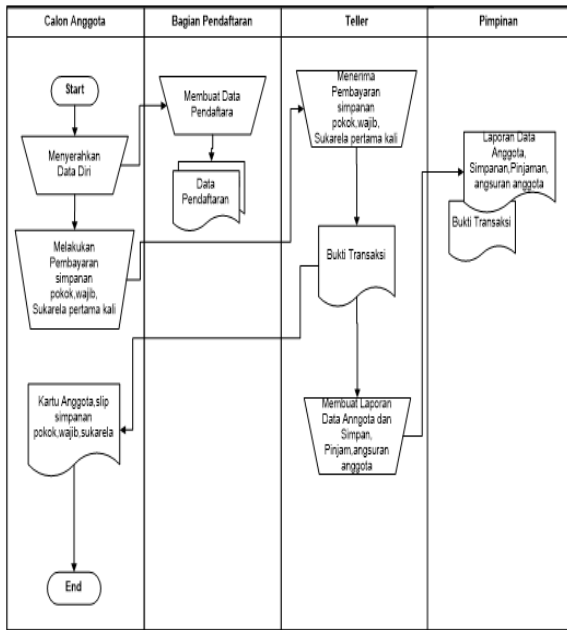 Calon Anggota
Bagian Pendaftaran
Teller
Pimpinan
Start
Menyerahkan
Data Diri
Melakukan
Pembayaran
simpanan
pokok,wajib,
Sukarela pertama kali
Kartu Anggota,slip
simpanan
pokok,wajib,sukarela
End
Membuat Data
Pendaftara
Data
Pendaftaran
Menerima
Pembayaran
simpanan
pokok,wajib,
Sukarela pertama kali
Bukti Transaksi
Membuat Laporan
Data Anngota dan
Simpan,
Pinjam,angsuran
anggota
Laporan Data
Anggota,
Simpanan,Pinjaman,
angsuran anggota
Bukti Transaksi